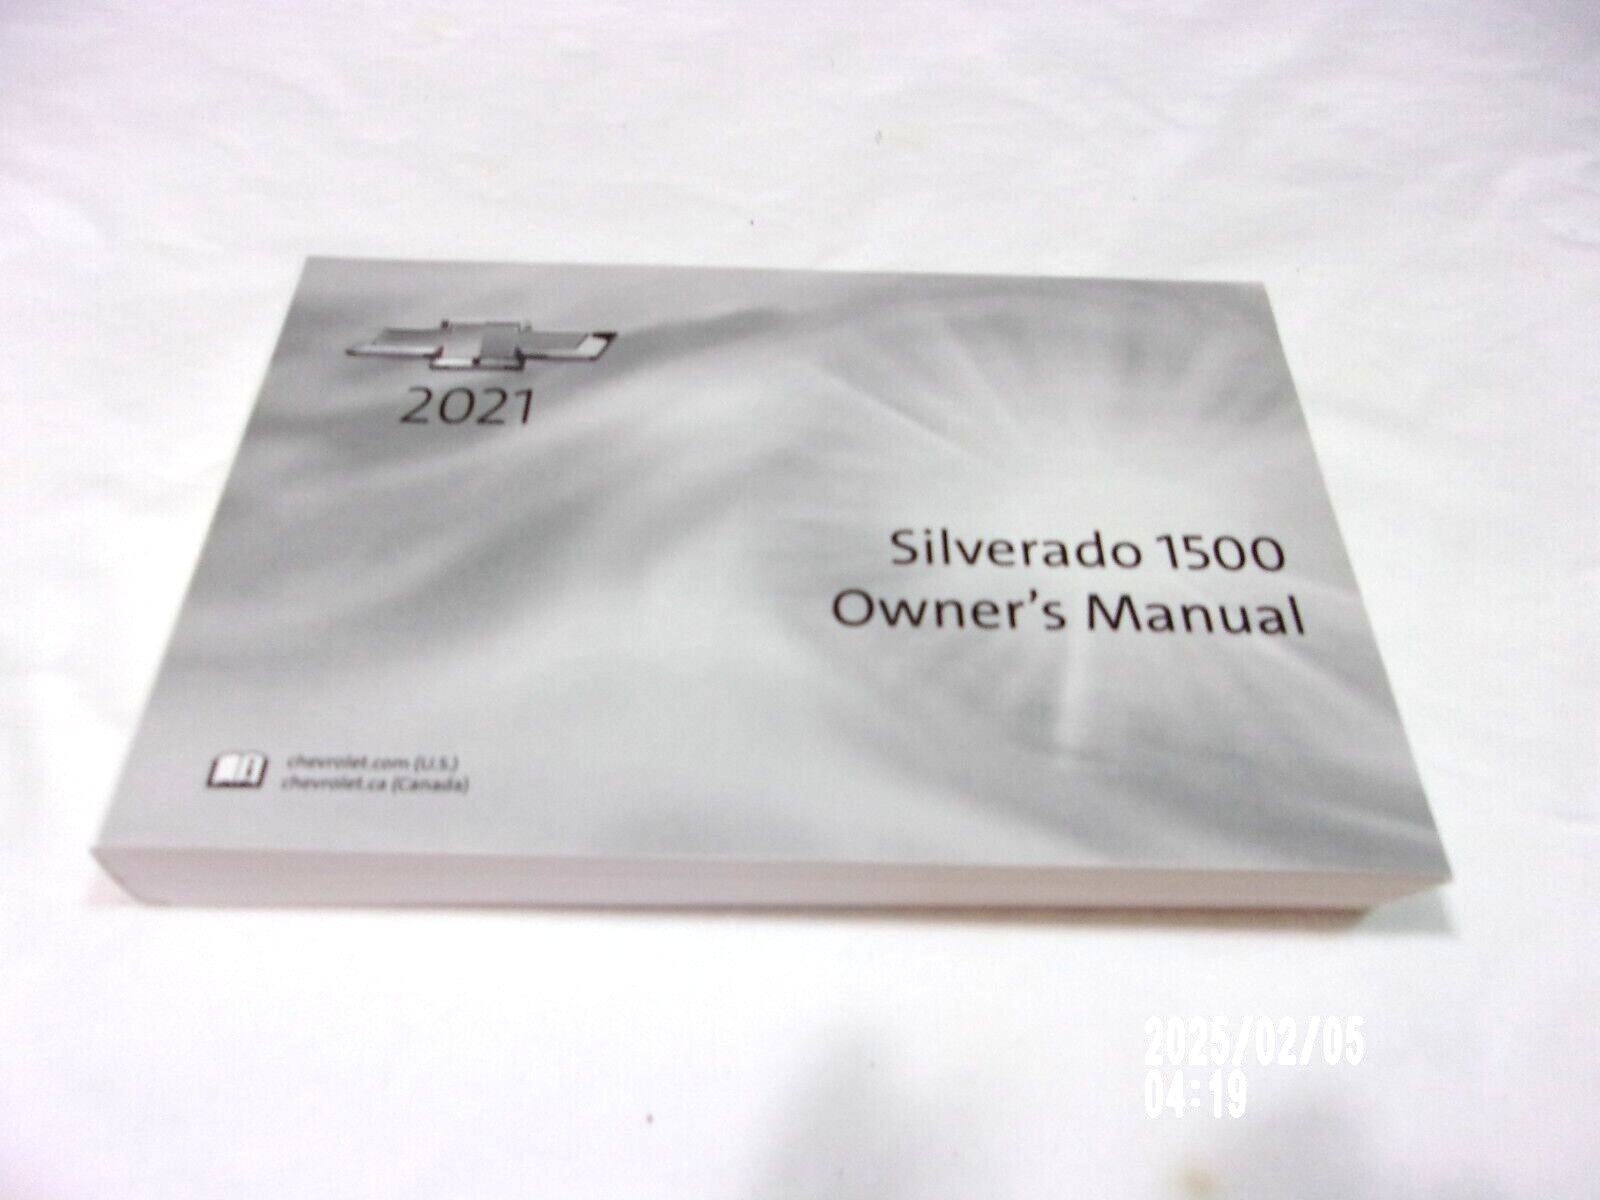 2021
Silverado 1500
Owner's Manual
chevrolet.com (U.S.)
chevrolet.ca (Canada)
2025/02/05
04:19